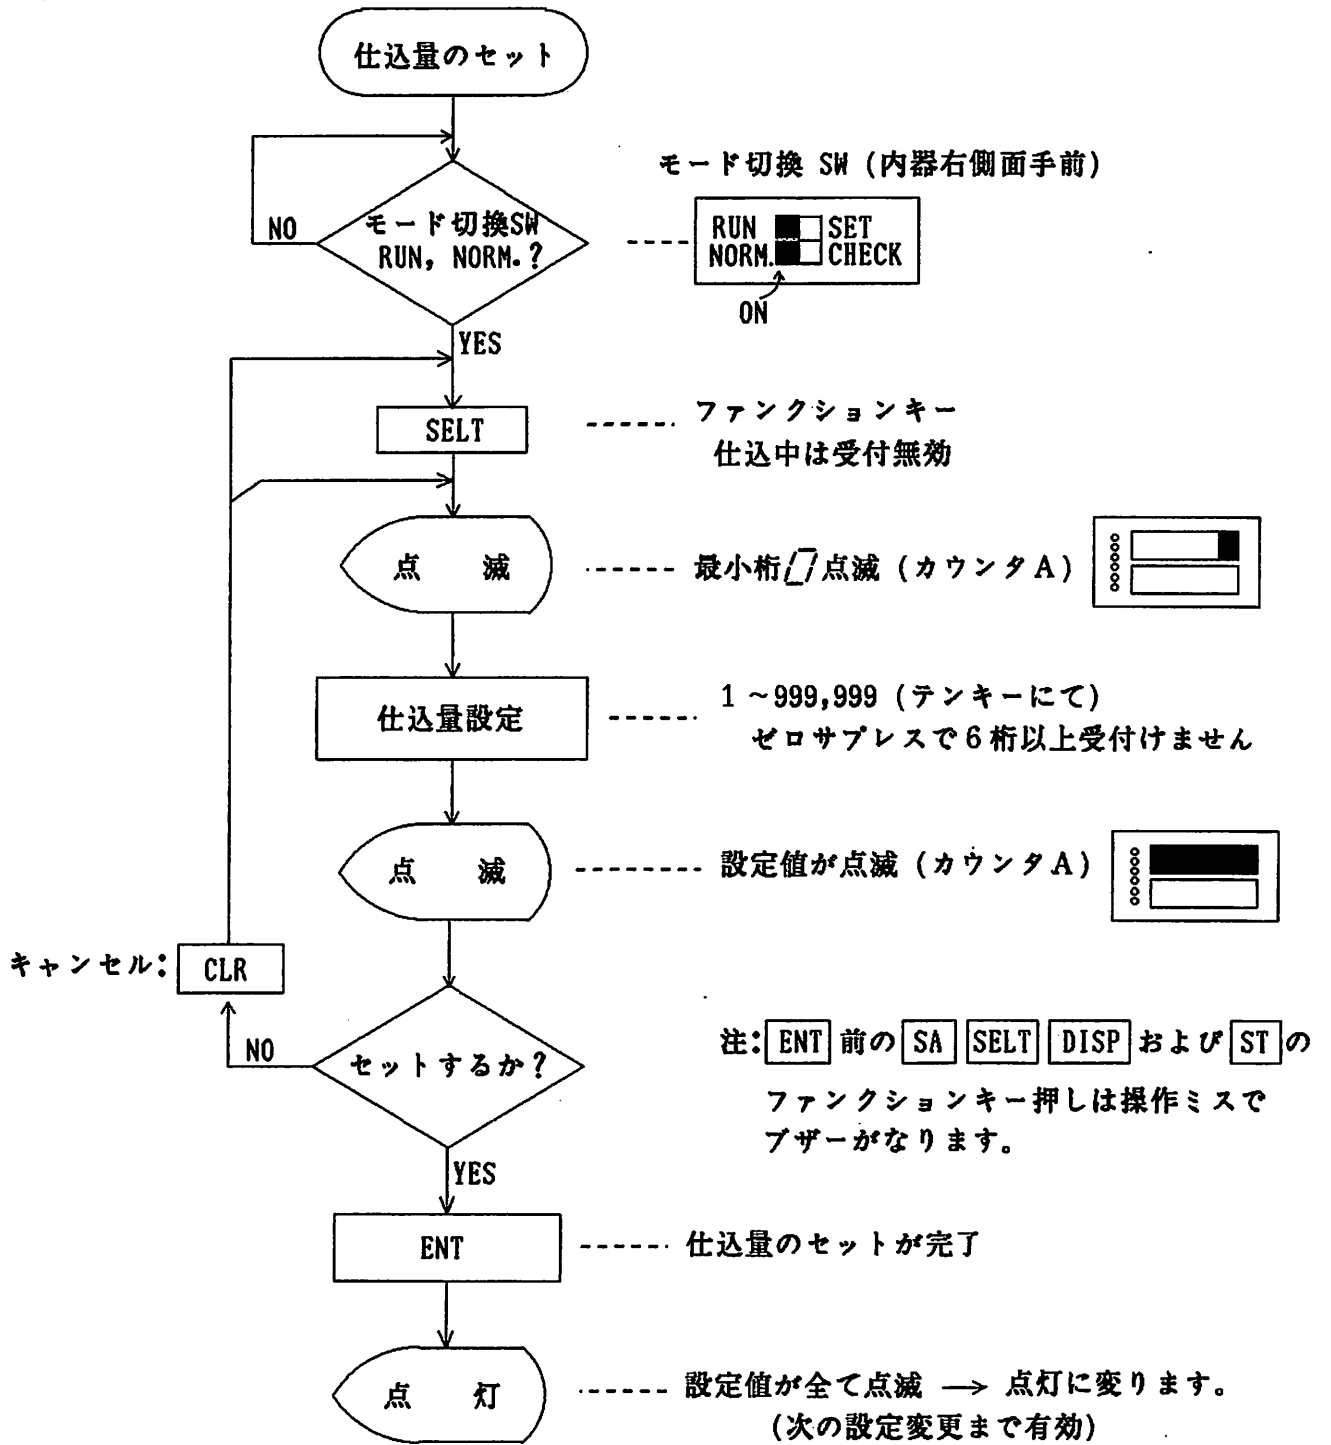 仕込量のセット
モード切換 SW (内器右側面手前)
NO
モード切換SW
RUN, NORM.?
RUN SET
NORM. CHECK
ON
YES
SELT
ファンクションキー
仕込中は受付無効
点 滅
最小桁0点滅 (カウンタA)
仕込量設定
1 ~999,999 (テンキーにて)
ゼロサプレスで6桁以上受付けません
点 滅
設定値が点滅 (カウンタA)
キャンセル: CLR
NO
セットするか?
注: ENT 前の SA SELT DISP および ST の
ファンクションキー押しは操作ミスで
ブザーがなります。
YES
ENT
仕込量のセットが完了
点 灯
設定値が全て点滅 → 点灯に変ります。
(次の設定変更まで有効)